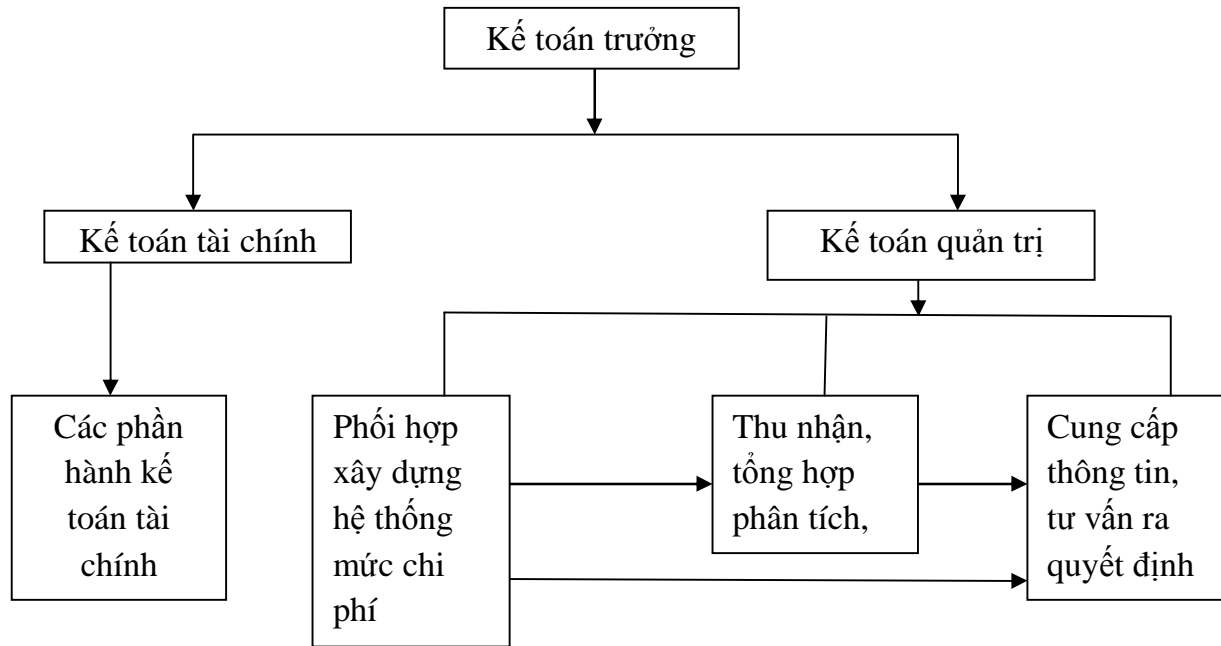 Kế toán trưởng
Kế toán tài chính
Kế toán quản trị
Các phần
hành kế
toán tài
chính
Phối hợp
xây dựng
hệ thống
mức chi
phí
Thu nhận,
tổng hợp
phân tích,
Cung cấp
thông tin,
tư vấn ra
quyết định